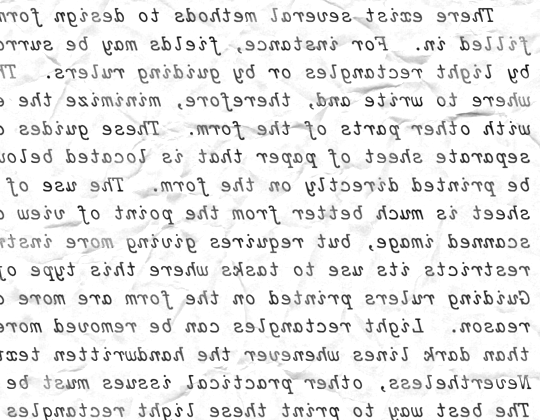 There exist several methods to design form
filled in. For instance, fields may be surro
by light rectangles or by guiding rulers. Th
where to write and, therefore, minimize the
with other parts of the form. These guides c
separate sheet of paper that is located below
be printed directly on the form. The use of
sheet is much better from the point of view o
scanned image, but requires giving more instr
restricts its use to tasks where this type of
Guiding rulers printed on the form are more
reason. Light rectangles can be removed more
than dark lines whenever the handwritten text
Nevertheless, other practical issues must be
The best way to print these light rectangles